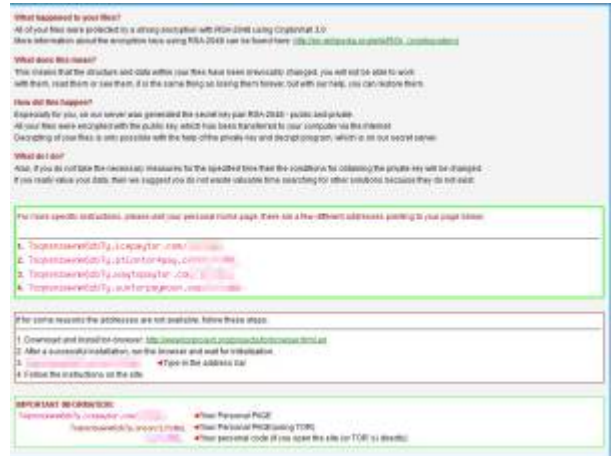 What happened to your files?
All of your files were protected by a strong encryption with RSA-2048 using CryptoWall 3.0
More information about the encryption keys using RSA-2048 can be found here:
What does this mean?
This means that the structure and data within your files have been irrevocably changed, you will not be able to work
with them, read them or see them, it is the same thing as losing them forever, but with our help, you can restore them.
How did this happen?
Especially for you, on our server was generated the secret key pair RSA-2048 - public and private.
All your files were encrypted with the public key, which has been transferred to your computer via the Internet
Decrypting of your files is only possible with the help of the private key and decrypt program, which is on our secret server.
What do I do?
Alas, if you do not take the necessary measures for the specified time then the conditions for obtaining the private key will be changed
If you really value your data, then we suggest you do not waste valuable time searching for other solutions because they do not exist.
For more specific instructions, please visit your personal home page, there are a few different addresses pointing to your page below:
1.
2.
3.
4.
If for some reasons the addresses are not available, follow these steps:
1. Download and install tor-browser:
2. After a successful installation, run the browser and wait for initialization.
3. ◄Type in the address bar
4. Follow the instructions on the site.
IMPORTANT INFORMATION:
◄Your Personal PAGE
◄Your Personal PAGE(using TOR)
◄Your personal code (if you open the site (or TOR 's) directly)